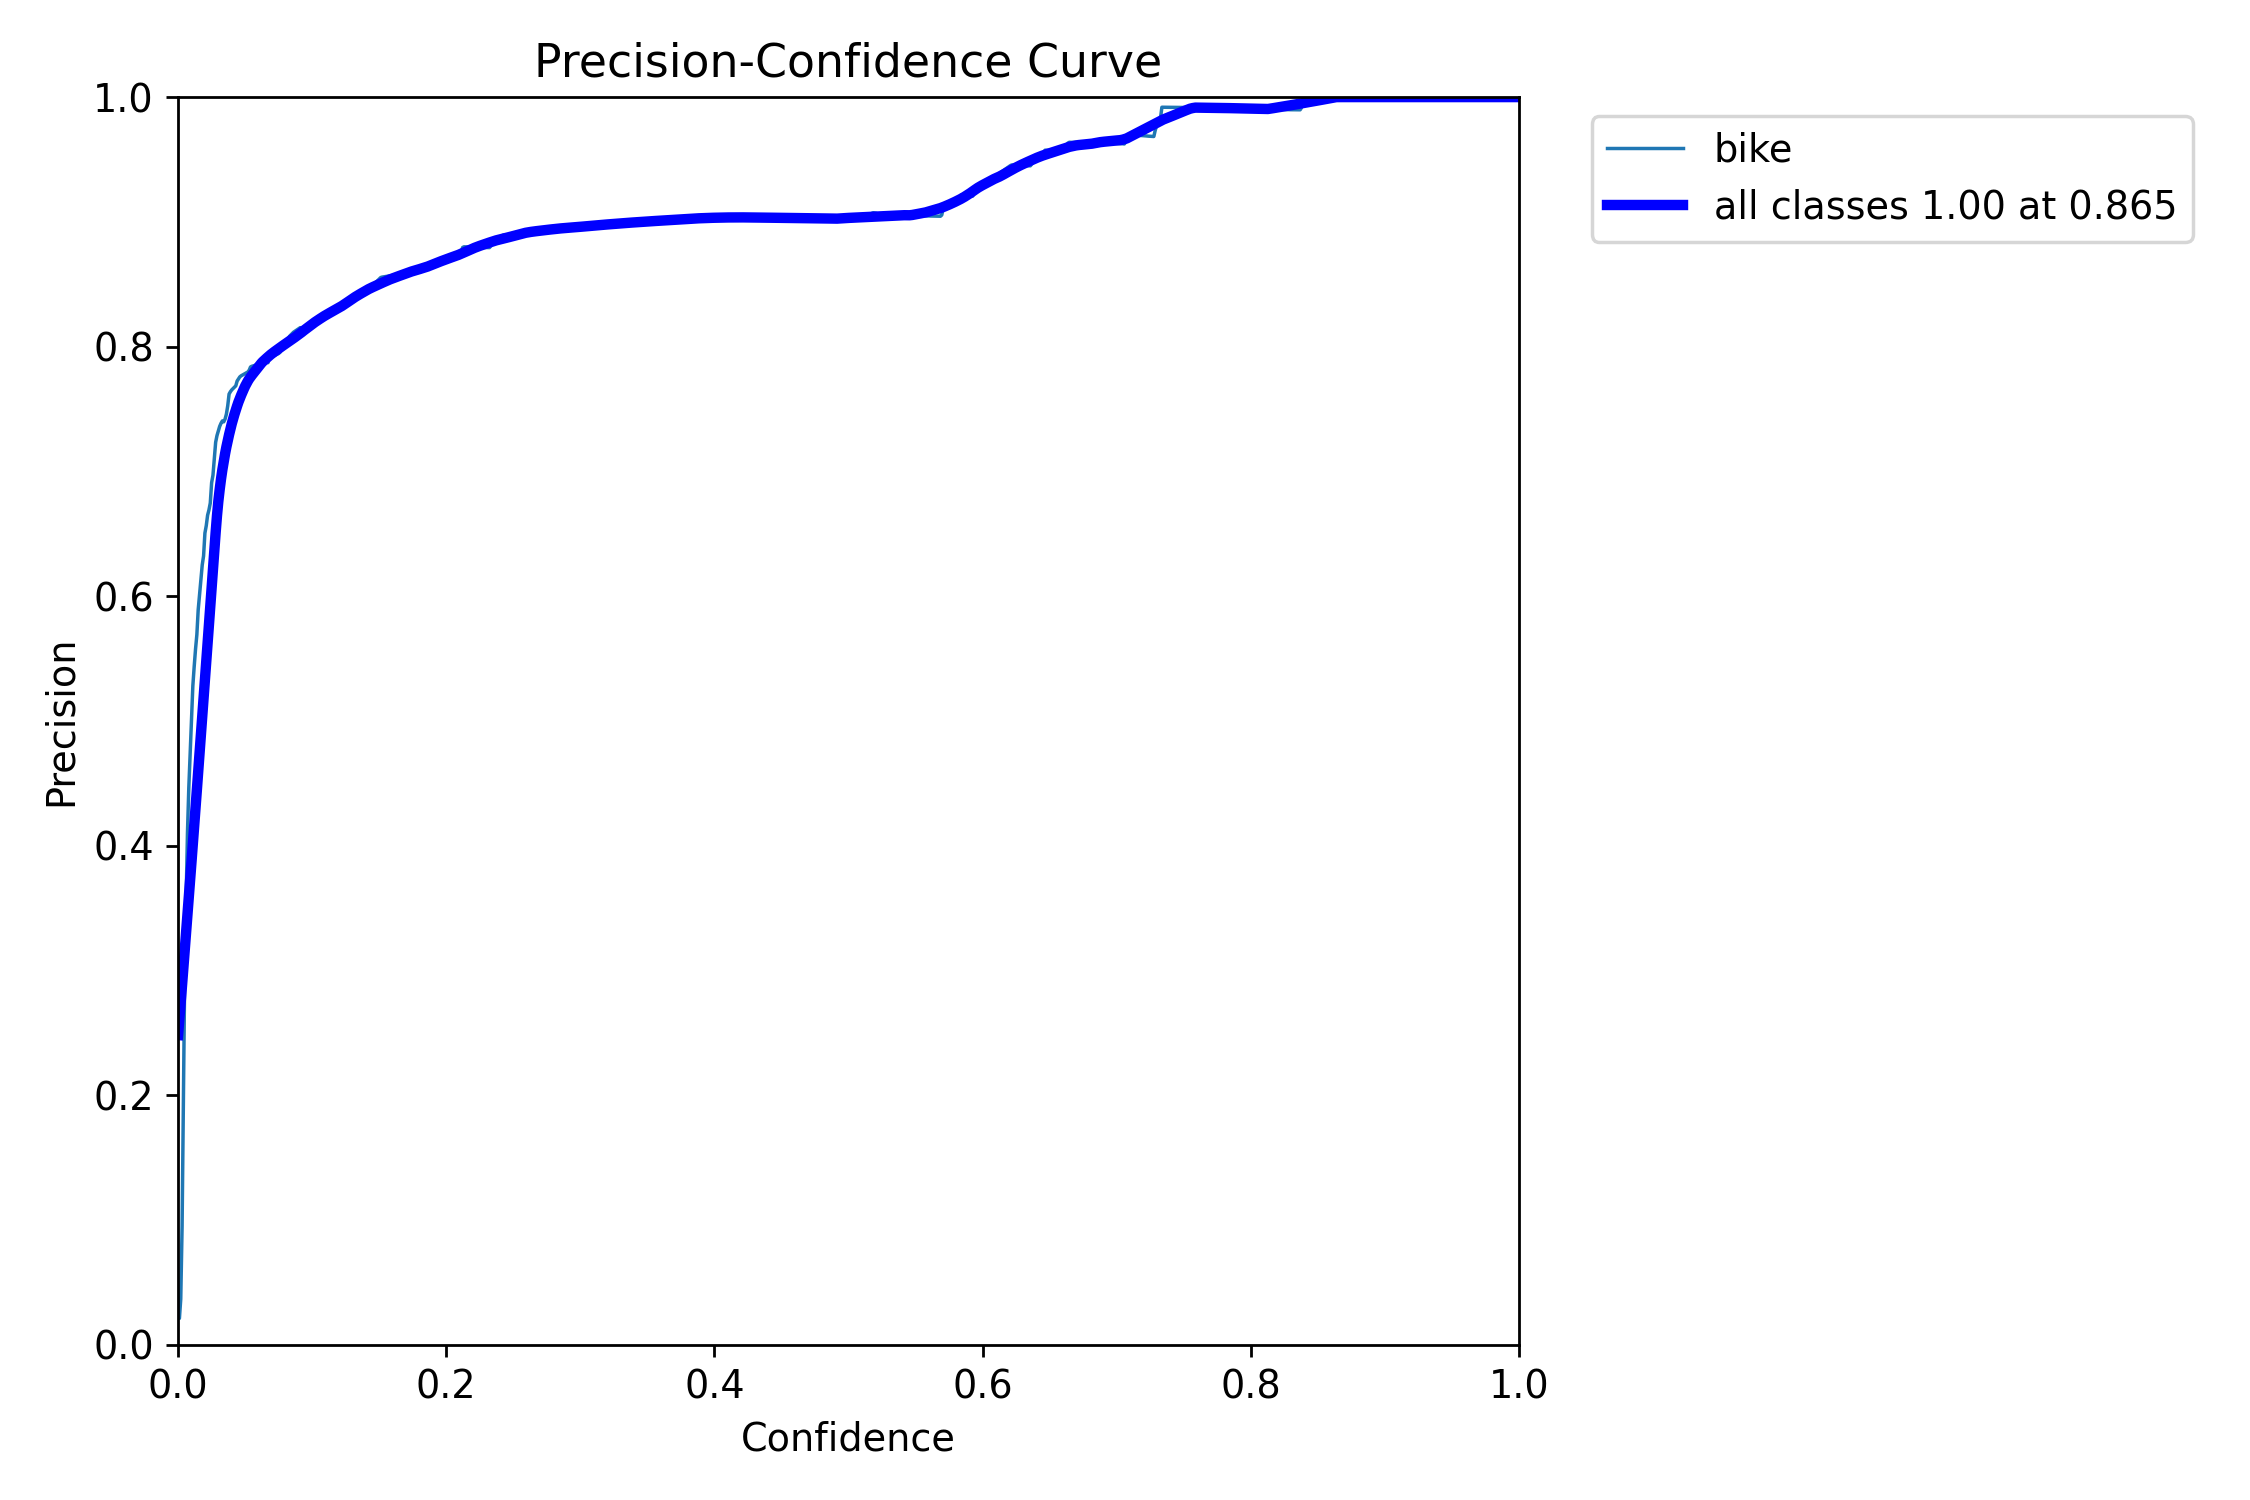 Precision-Confidence Curve
1.0
0.8
0.6
0.4
0.2
0.0
Precision
0.0 0.2 0.4 0.6 0.8 1.0
Confidence
bike
all classes 1.00 at 0.865